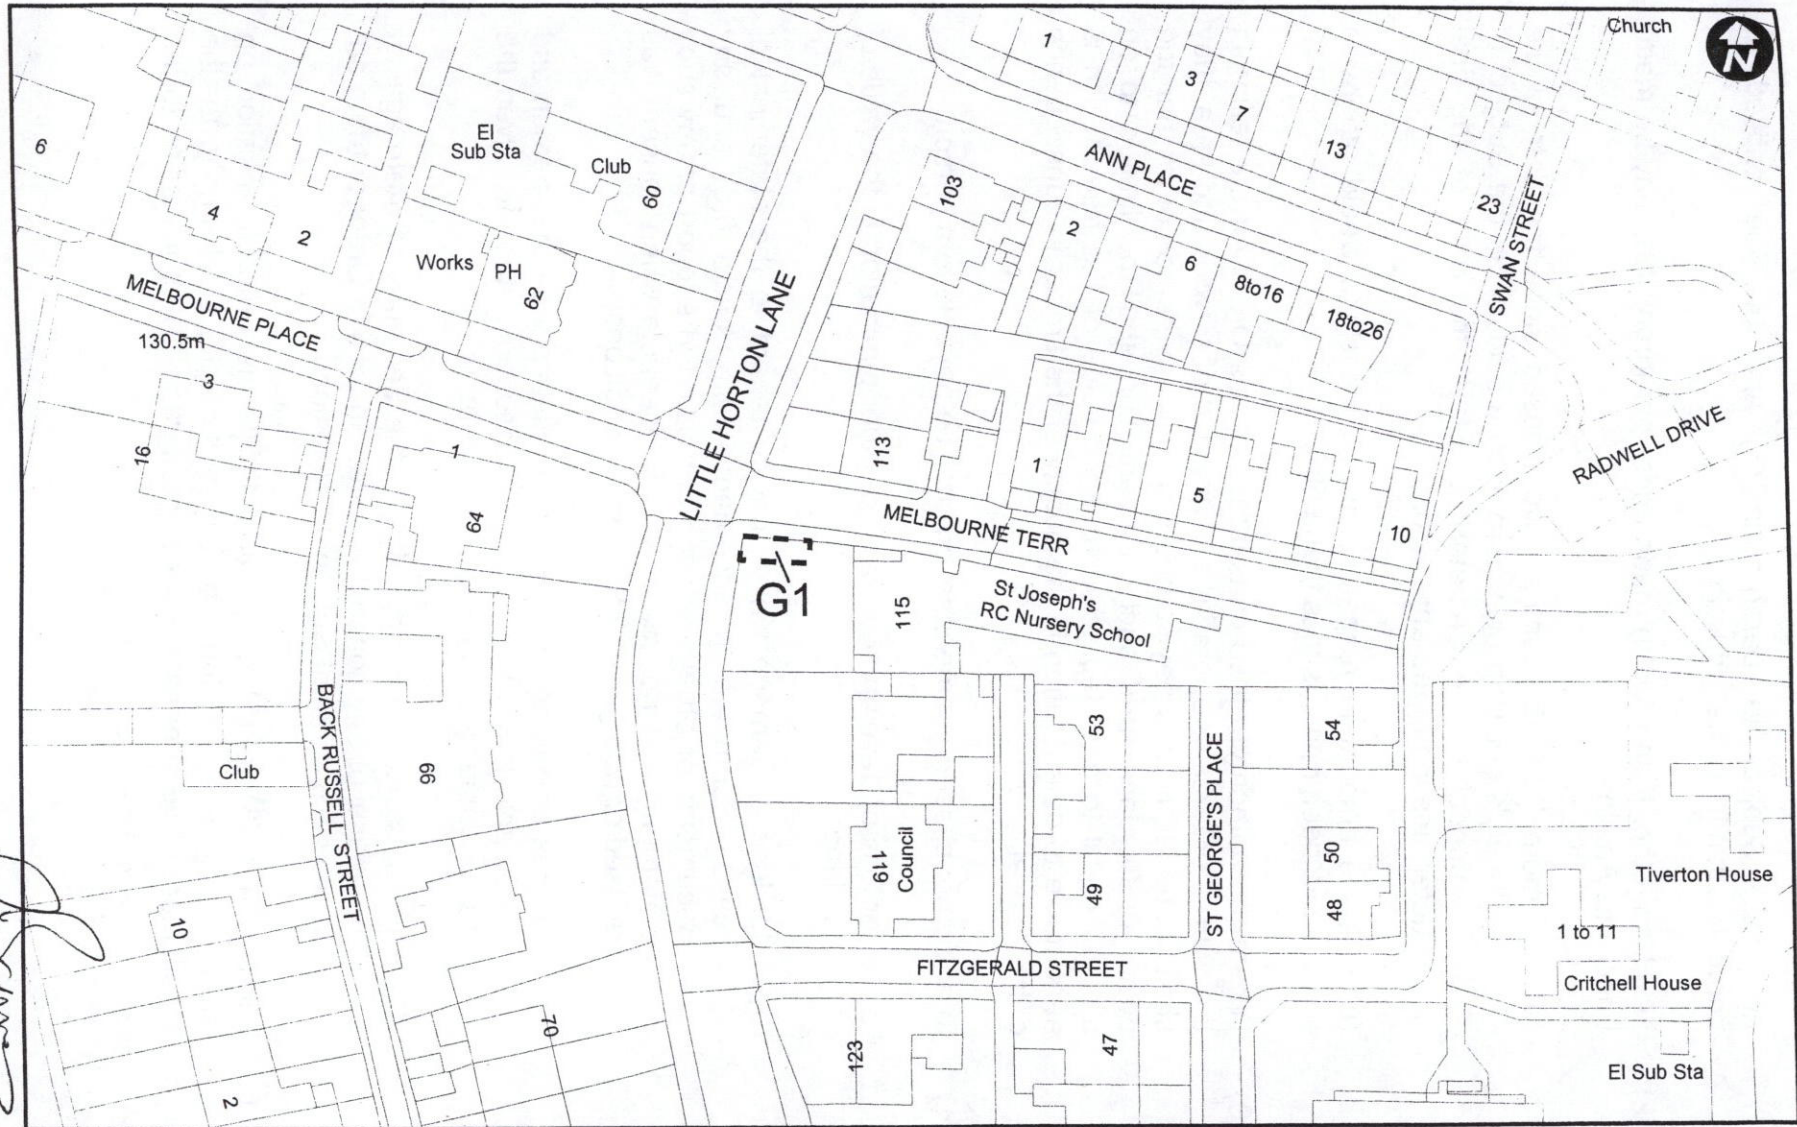 Church
N
1
3
7
13
23
ANN PLACE
SWAN STREET
El
Sub Sta
Club
60
6
4
2
Works
PH
62
103
2
6
8to16
18to26
MELBOURNE PLACE
130.5m
3
16
1
64
LITTLE HORTON LANE
113
1
5
10
RADWELL DRIVE
MELBOURNE TERR
G1
115
St Joseph's
RC Nursery School
BACK RUSSELL STREET
66
Club
53
54
ST GEORGE'S PLACE
119
Council
49
50
48
Tiverton House
1 to 11
Critchell House
El Sub Sta
FITZGERALD STREET
10
2
70
123
47